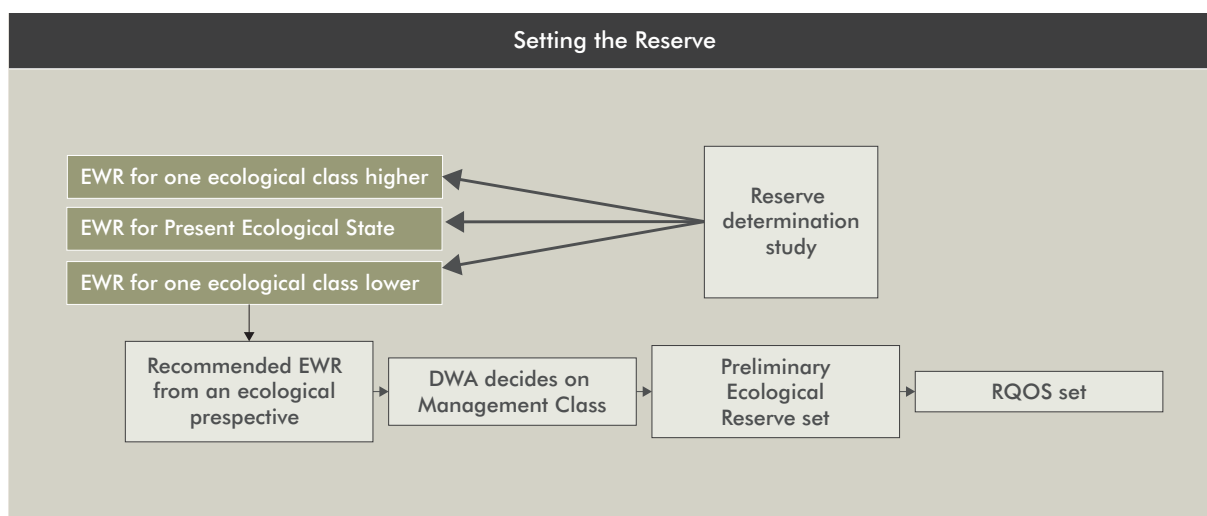 Setting the Reserve
EWR for one ecological class higher
EWR for Present Ecological State
EWR for one ecological class lower
Reserve
determination
study
Recommended EWR
from an ecological
prespective
DWA decides on
Management Class
Preliminary
Ecological
Reserve set
RQOS set